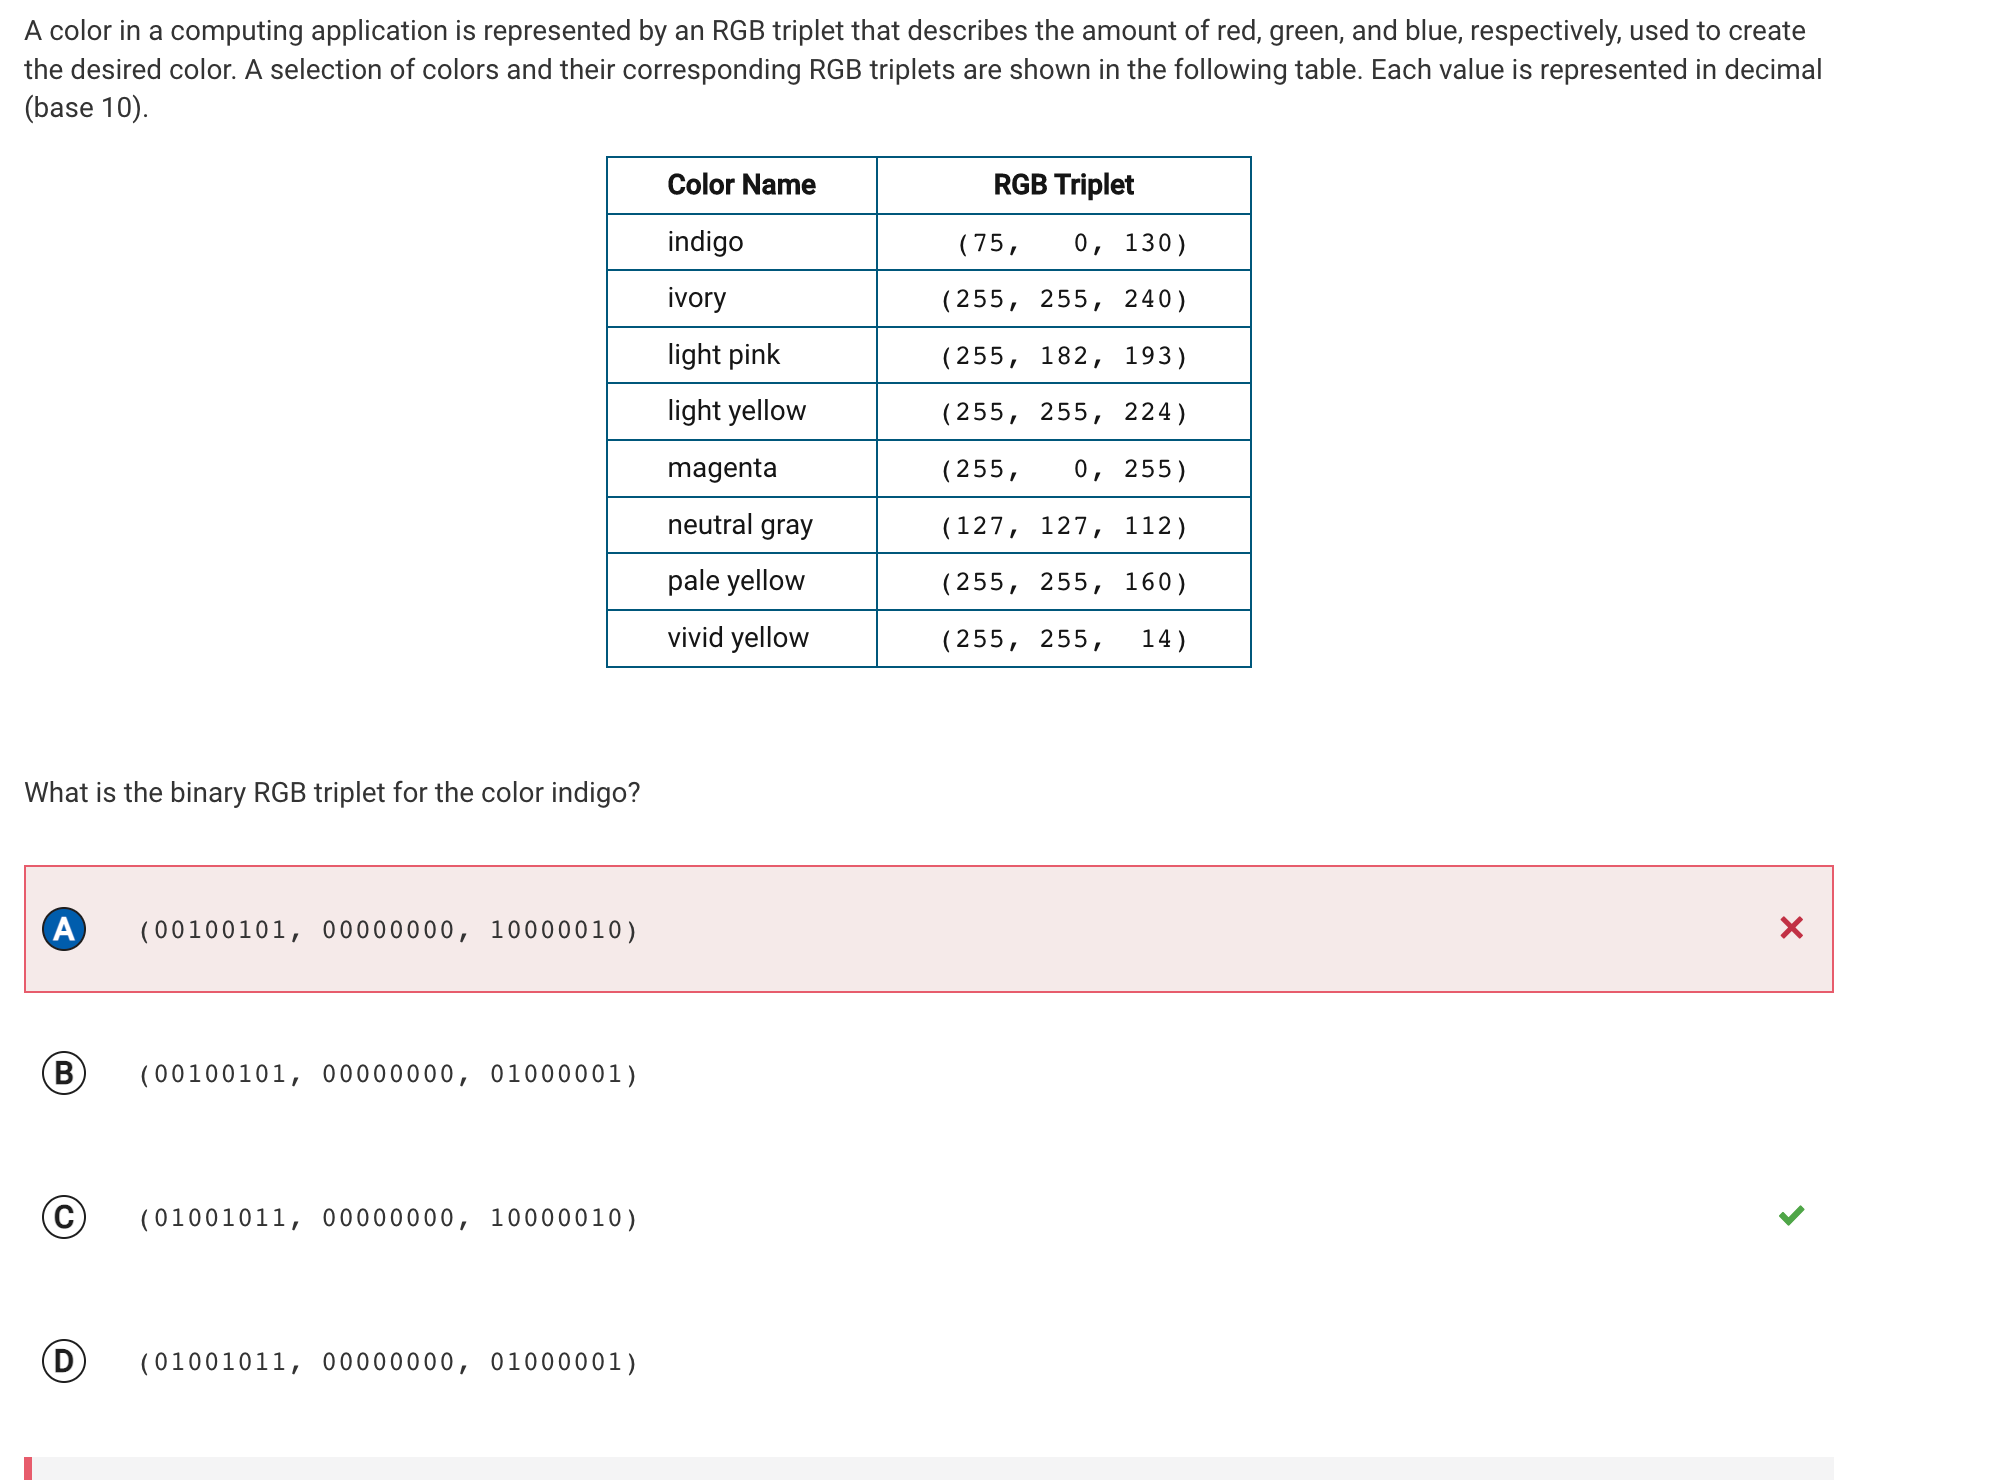 A color in a computing application is represented by an RGB triplet that describes the amount of red, green, and blue, respectively, used to create
the desired color. A selection of colors and their corresponding RGB triplets are shown in the following table. Each value is represented in decimal
(base 10).
Color Name RGB Triplet
indigo (75, 0, 130)
ivory (255, 255, 240)
light pink (255, 182, 193)
light yellow (255, 255, 224)
magenta (255, 0, 255)
neutral gray (127, 127, 112)
pale yellow (255, 255, 160)
vivid yellow (255, 255, 14)
What is the binary RGB triplet for the color indigo?
A (00100101, 00000000, 10000010)
B (00100101, 00000000, 01000001)
C (01001011, 00000000, 10000010)
D (01001011, 00000000, 01000001)